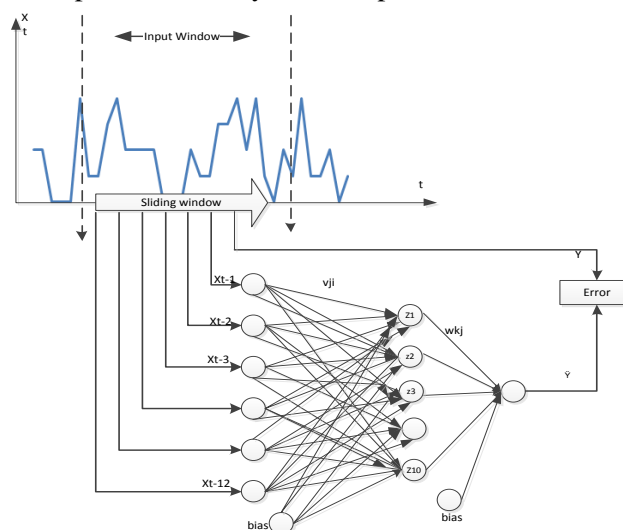 X
t
Input Window
t
Sliding window
Y
Xt-1
vji
Error
Z1
Xt-2
wkj
z2
Xt-3
Ŷ
z3
Z10
Xt-12
bias
bias